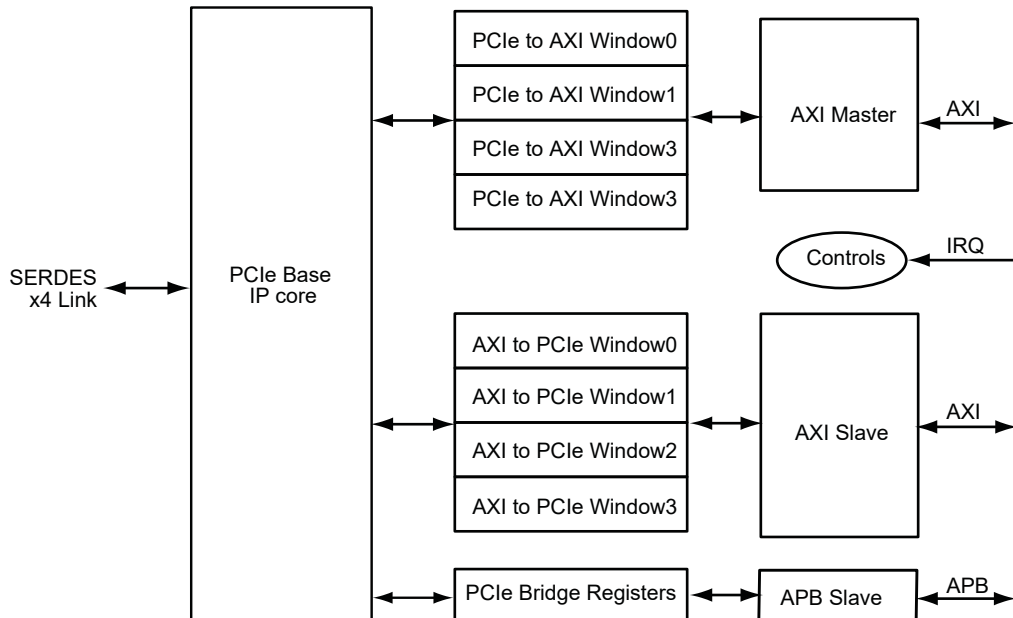 PCIe to AXI Window0
PCIe to AXI Window1
PCIe to AXI Window3
PCIe to AXI Window3
AXI Master
AXI
IRQ
Controls
SERDES
x4 Link
PCIe Base
IP core
AXI to PCIe Window0
AXI to PCIe Window1
AXI to PCIe Window2
AXI to PCIe Window3
AXI Slave
AXI
PCIe Bridge Registers
APB Slave
APB